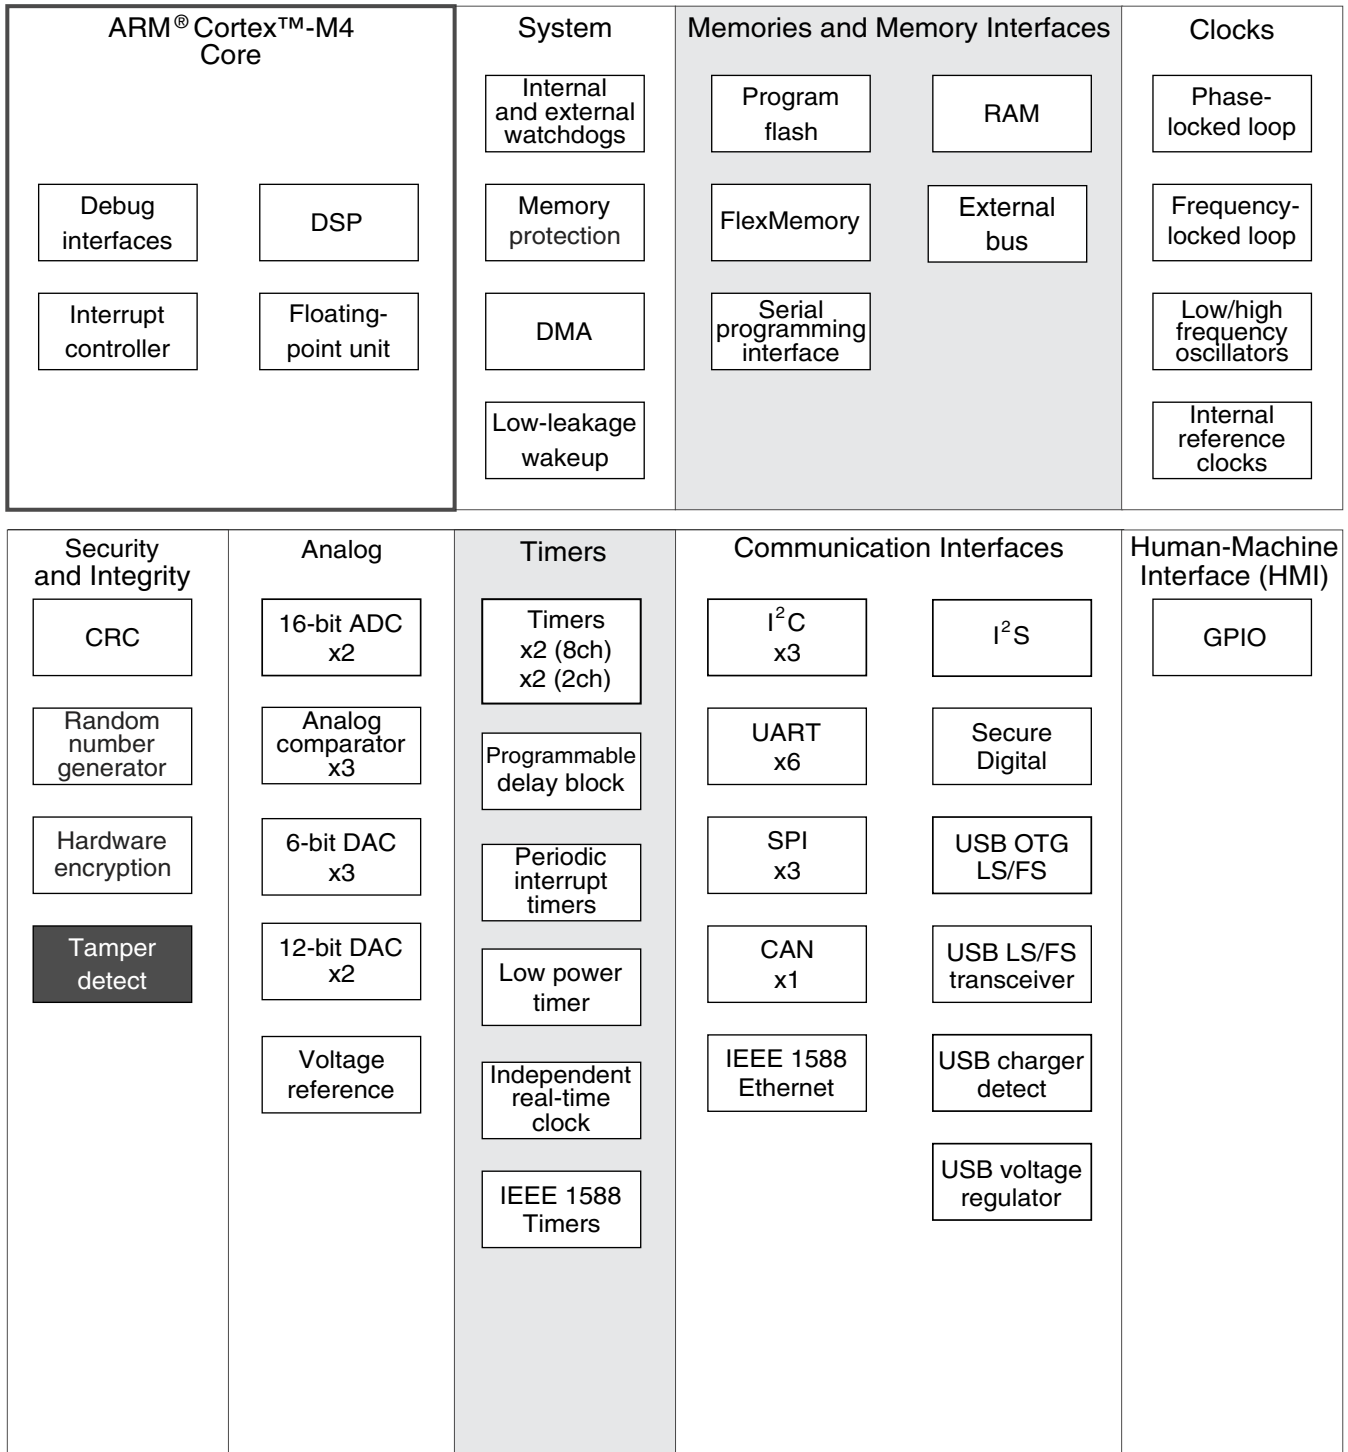 ARM® Cortex™-M4
Core
Debug
interfaces
DSP
Interrupt
controller
Floating-
point unit
System
Internal
and external
watchdogs
Memory
protection
DMA
Low-leakage
wakeup
Memories and Memory Interfaces
Program
flash
RAM
FlexMemory
External
bus
Serial
programming
interface
Clocks
Phase-
locked loop
Frequency-
locked loop
Low/high
frequency
oscillators
Internal
reference
clocks
Security
and Integrity
CRC
Random
number
generator
Hardware
encryption
Tamper
detect
Analog
16-bit ADC
x2
Analog
comparator
x3
6-bit DAC
x3
12-bit DAC
x2
Voltage
reference
Timers
Timers
x2 (8ch)
x2 (2ch)
Programmable
delay block
Periodic
interrupt
timers
Low power
timer
Independent
real-time
clock
IEEE 1588
Timers
Communication Interfaces
I²C
x3
I²S
UART
x6
Secure
Digital
SPI
x3
USB OTG
LS/FS
CAN
x1
USB LS/FS
transceiver
IEEE 1588
Ethernet
USB charger
detect
USB voltage
regulator
Human-Machine
Interface (HMI)
GPIO